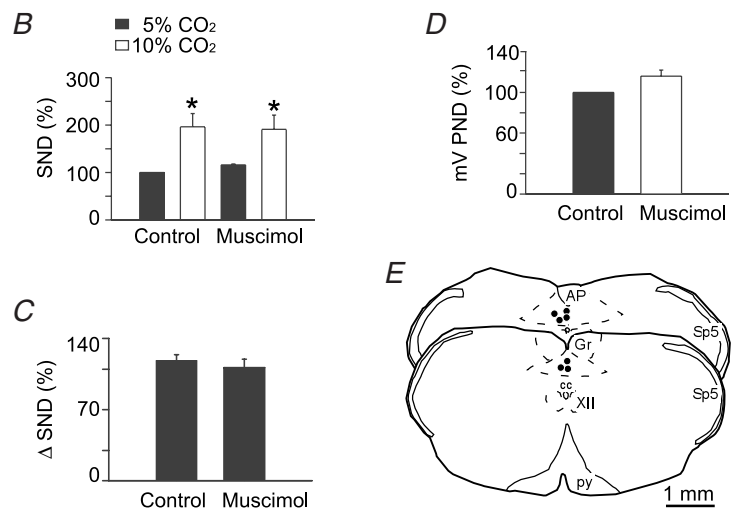 B
5% CO₂
10% CO₂
SND (%)
300
200
100
0
*
*
Control Muscimol
C
Δ SND (%)
140
70
0
Control Muscimol
D
mV PND (%)
140
100
60
0
Control Muscimol
E
AP
Sp5
Gr
Sp5
cc
XII
py
1 mm